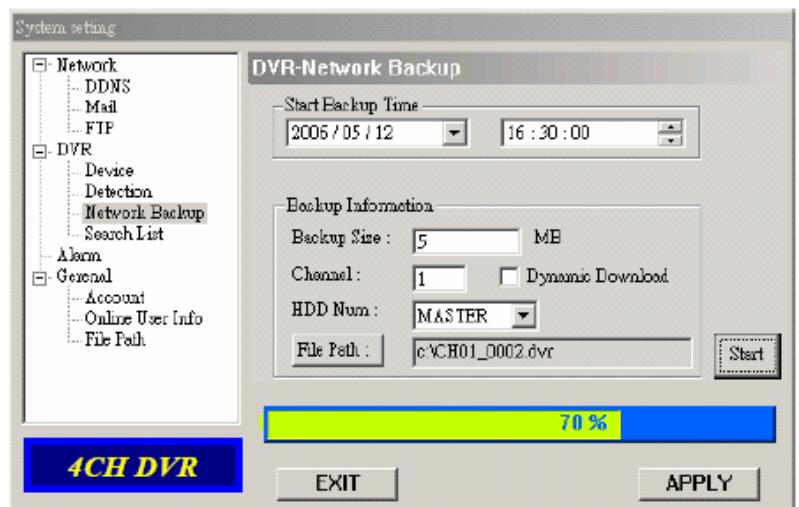 System setting
Network
DDNS
Mail
FTP
DVR
Device
Detection
Network Backup
Search List
Alarm
General
Account
Online User Info
File Path
4CH DVR
DVR-Network Backup
Start Backup Time
2006 / 05 / 12
16 : 30 : 00
Backup Information
Backup Size : 5 MB
Channel : 1 Dynamic Download
HDD Num : MASTER
File Path : c:\CH01_0002.dvr
Start
70 %
EXIT APPLY